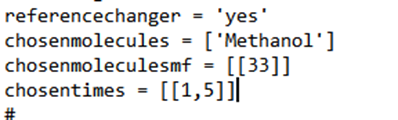 referencechanger = 'yes'
chosenmolecules = ['Methanol']
chosenmoleculesmf = [[33]]
chosentimes = [[1,5]]
#